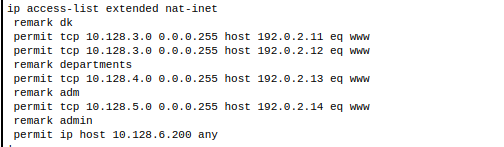 ip access-list extended nat-inet
remark dk
permit tcp 10.128.3.0 0.0.0.255 host 192.0.2.11 eq www
permit tcp 10.128.3.0 0.0.0.255 host 192.0.2.12 eq www
remark departments
permit tcp 10.128.4.0 0.0.0.255 host 192.0.2.13 eq www
remark adm
permit tcp 10.128.5.0 0.0.0.255 host 192.0.2.14 eq www
remark admin
permit ip host 10.128.6.200 any